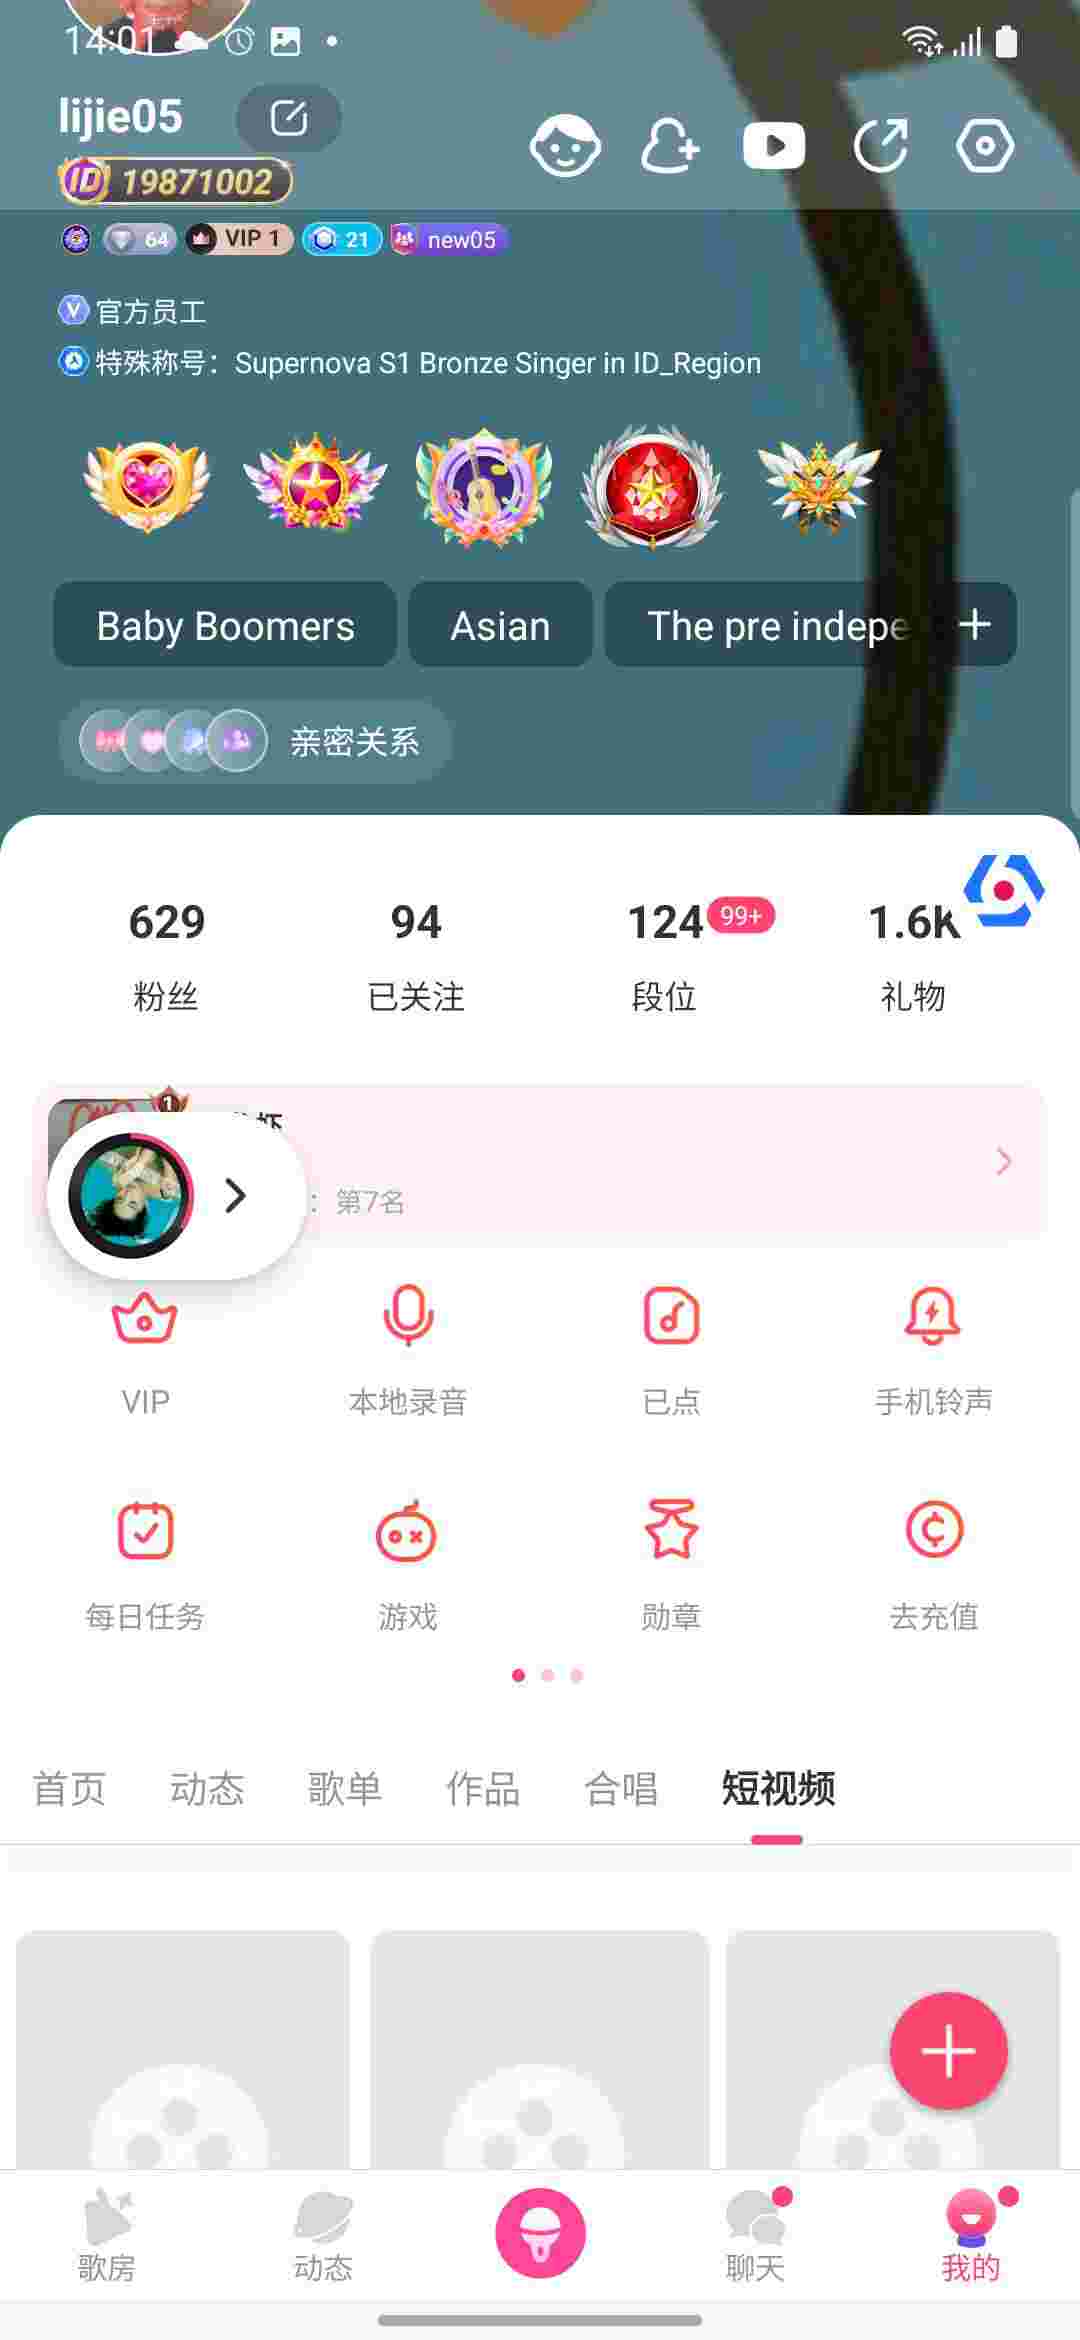 14:01
lijie05
ID 19871002
64 VIP 1 21 new05
官方员工
特殊称号：Supernova S1 Bronze Singer in ID_Region
Baby Boomers Asian The pre indepe +
亲密关系
629 94 124 99+ 1.6K
粉丝 已关注 段位 礼物
1
：第7名
VIP 本地录音 已点 手机铃声
每日任务 游戏 勋章 去充值
首页 动态 歌单 作品 合唱 短视频
歌房 动态 聊天 我的